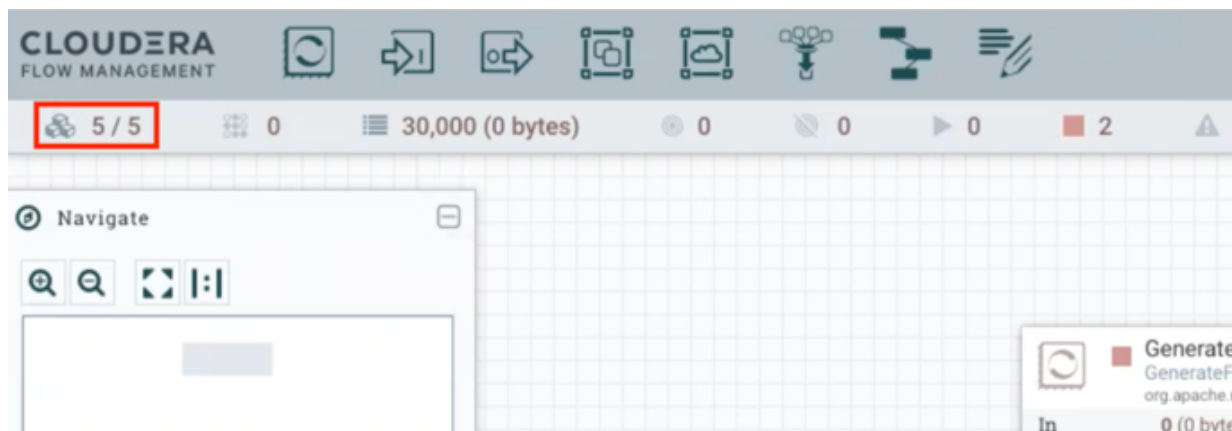 CLOUDERA
FLOW MANAGEMENT
5 / 5 0 30,000 (0 bytes) 0 0 0 2
Navigate
Generate
GenerateF
org.apache.
In 0 (0 byte